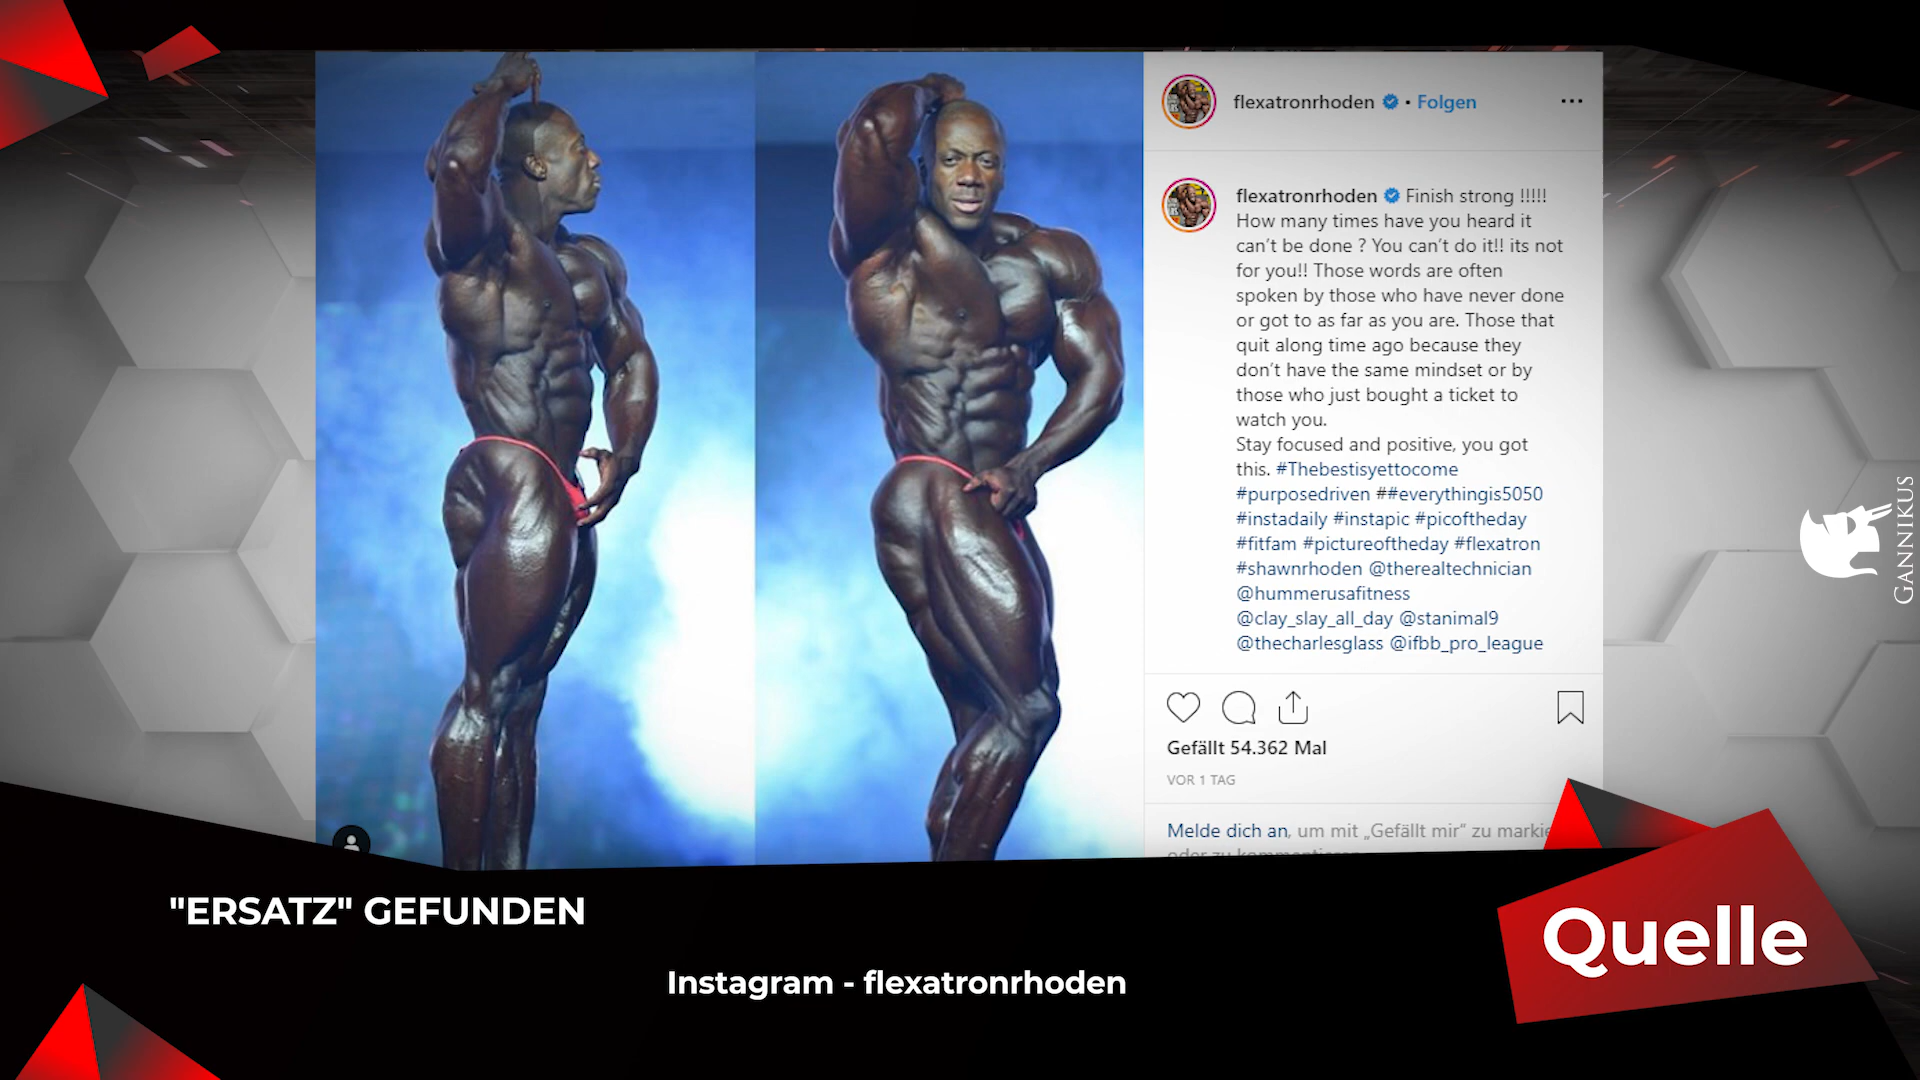 flexatronrhoden • Folgen
flexatronrhoden Finish strong !!!!!
How many times have you heard it
can't be done ? You can't do it!! its not
for you!! Those words are often
spoken by those who have never done
or got to as far as you are. Those that
quit along time ago because they
don't have the same mindset or by
those who just bought a ticket to
watch you.
Stay focused and positive, you got
this. #Thebestisyettocome
#purposedriven ##everythingis5050
#instadaily #instapic #picoftheday
#fitfam #pictureoftheday #flexatron
#shawnrhoden @therealtechnician
@hummerusafitness
@clay_slay_all_day @stanimal9
@thecharlesglass @ifbb_pro_league
Gefällt 54.362 Mal
VOR 1 TAG
Melde dich an, um mit „Gefällt mir“ zu markie
GANNIKUS
"ERSATZ" GEFUNDEN
Quelle
Instagram - flexatronrhoden